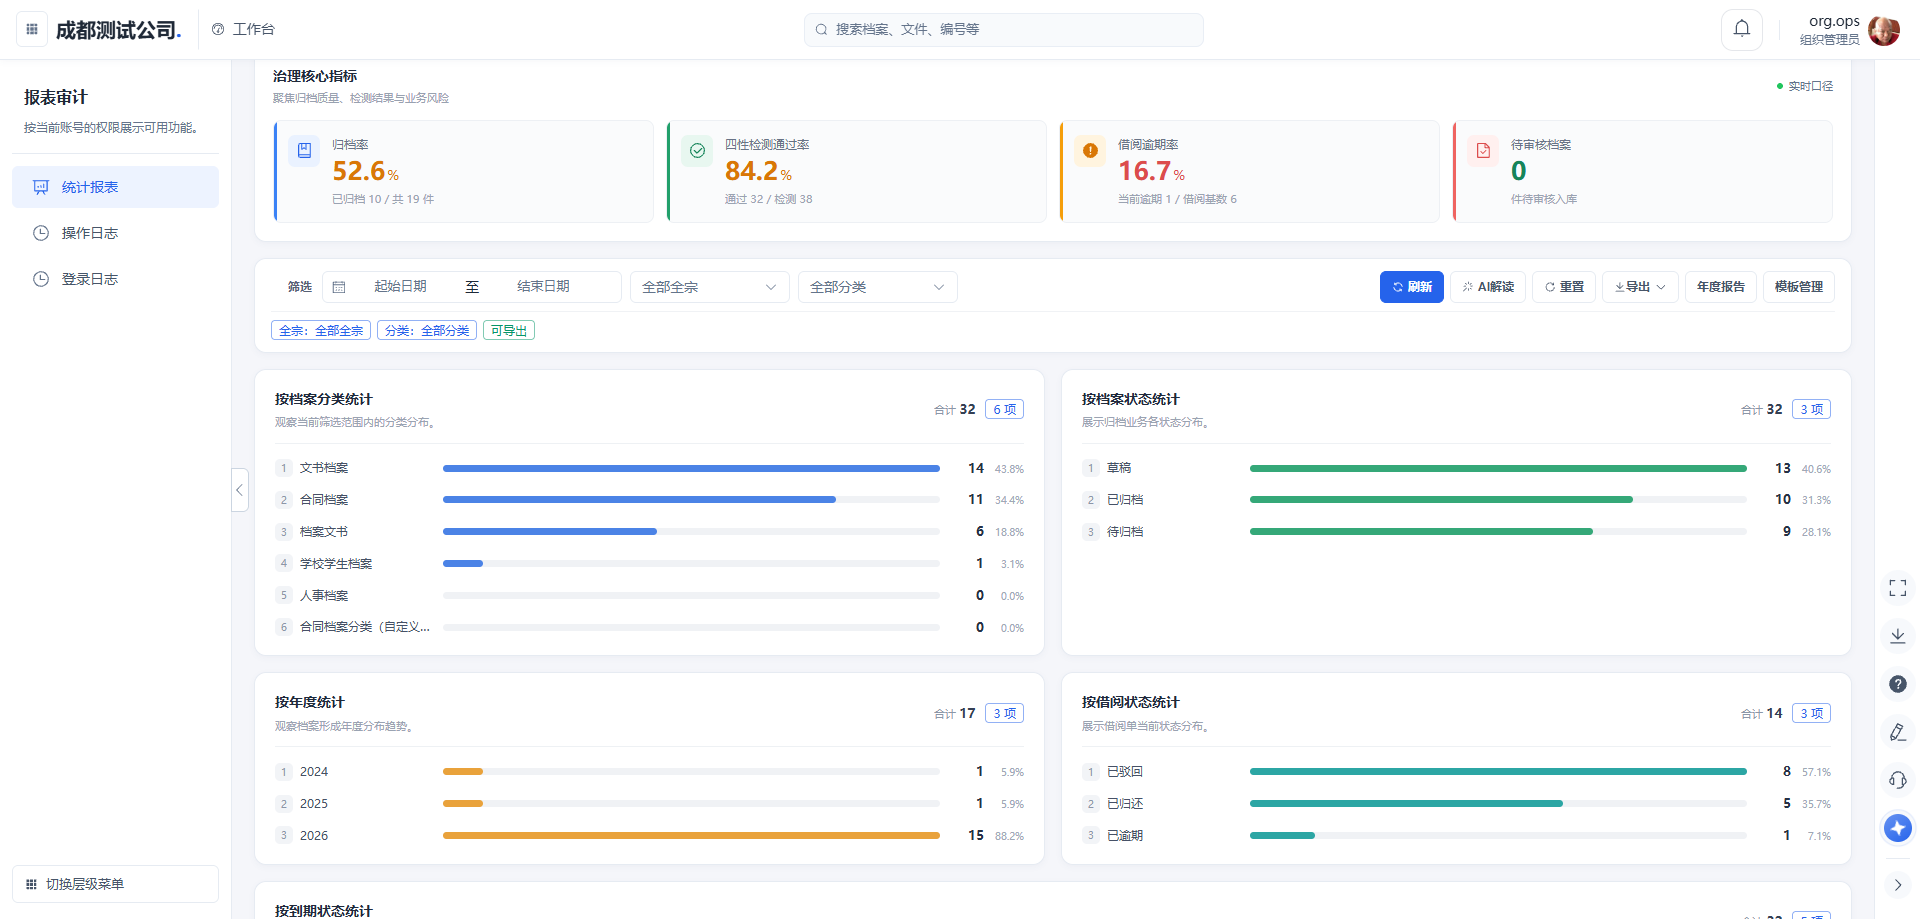 成都测试公司.
工作台
搜索档案、文件、编号等
org.ops
组织管理员
报表审计
按当前账号的权限展示可用功能。
统计报表
操作日志
登录日志
切换层级菜单
治理核心指标
聚焦归档质量、检测结果与业务风险
实时口径
归档率
52.6%
已归档 10 / 共 19 件
四性检测通过率
84.2%
通过 32 / 检测 38
借阅逾期率
16.7%
当前逾期 1 / 借阅基数 6
待审核档案
0
件待审核入库
筛选
起始日期 至 结束日期
全部全宗
全部分类
刷新
AI解读
重置
导出
年度报告
模板管理
全宗：全部全宗
分类：全部分类
可导出
按档案分类统计
观察当前筛选范围内的分类分布。
合计 32 6 项
1 文书档案 14 43.8%
2 合同档案 11 34.4%
3 档案文书 6 18.8%
4 学校学生档案 1 3.1%
5 人事档案 0 0.0%
6 合同档案分类（自定义... 0 0.0%
按档案状态统计
展示归档业务各状态分布。
合计 32 3 项
1 草稿 13 40.6%
2 已归档 10 31.3%
3 待归档 9 28.1%
按年度统计
观察档案形成年度分布趋势。
合计 17 3 项
1 2024 1 5.9%
2 2025 1 5.9%
3 2026 15 88.2%
按借阅状态统计
展示借阅单当前状态分布。
合计 14 3 项
1 已驳回 8 57.1%
2 已归还 5 35.7%
3 已逾期 1 7.1%
按到期状态统计